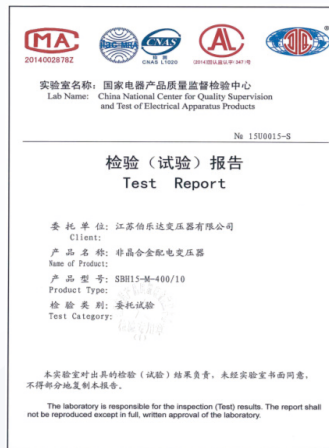 MA
ilac-MRA
CNAS
AL
2014002878Z
CNAS L1020
实验室名称：国家电器产品质量监督检验中心
Lab Name: China National Center for Quality Supervision
and Test of Electrical Apparatus Products
№ 15U0015-S
检验（试验）报告
Test Report
委托单位：江苏伯乐达变压器有限公司
Client:
产品名称：非晶合金配电变压器
Name of Product:
产品型号：SBH15-M-400/10
Product Type:
检验类别：委托试验
Test Category:
本实验室对出具的检验（试验）结果负责，未经实验室书面同意，
不得部分地复制本报告。
The laboratory is responsible for the inspection (Test) results. The report shall
not be reproduced except in full, written approval of the laboratory.